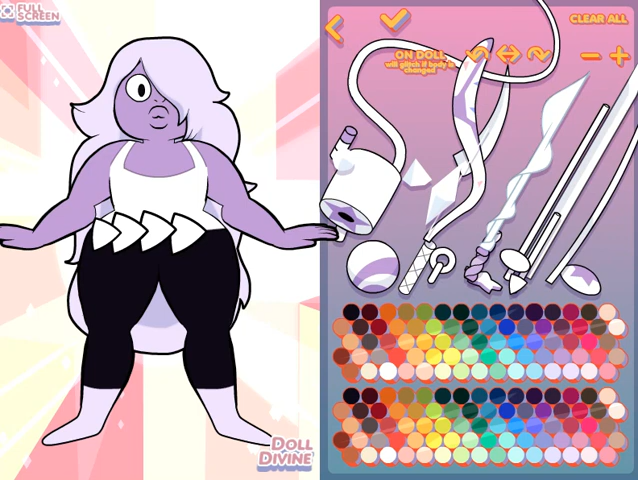 FULL
SCREEN
CLEAR ALL
ON DOLL
will glitch if body is
changed
DOLL
DIVINE